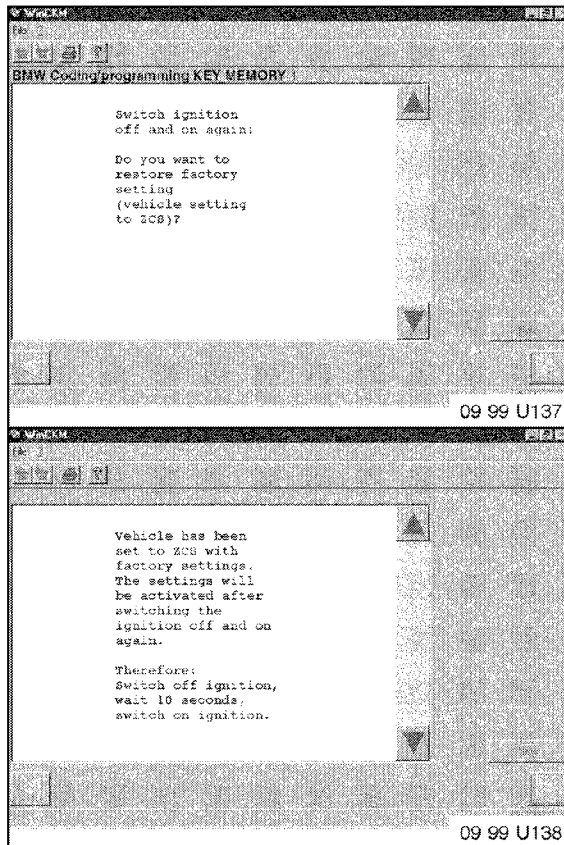 WinCKM
File ?
BMW Coding/programming KEY MEMORY
Switch ignition
off and on again!
Do you want to
restore factory
setting
(vehicle setting
to ZCS)?
09 99 U137
WinCKM
File ?
Vehicle has been
set to ZCS with
factory settings.
The settings will
be activated after
switching the
ignition off and on
again.
Therefore:
Switch off ignition,
wait 10 seconds,
switch on ignition.
09 99 U138